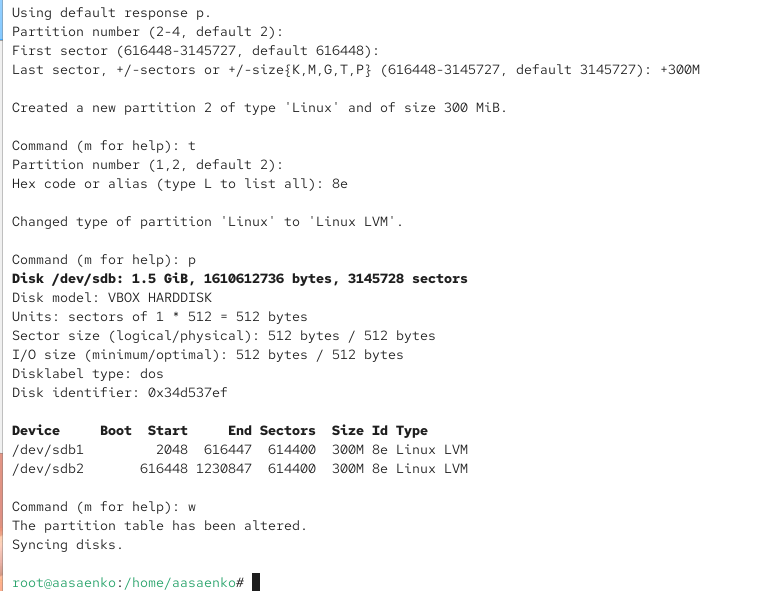 Using default response p.
Partition number (2-4, default 2):
First sector (616448-3145727, default 616448):
Last sector, +/-sectors or +/-size{K,M,G,T,P} (616448-3145727, default 3145727): +300M
Created a new partition 2 of type 'Linux' and of size 300 MiB.
Command (m for help): t
Partition number (1,2, default 2):
Hex code or alias (type L to list all): 8e
Changed type of partition 'Linux' to 'Linux LVM'.
Command (m for help): p
Disk /dev/sdb: 1.5 GiB, 1610612736 bytes, 3145728 sectors
Disk model: VBOX HARDDISK
Units: sectors of 1 * 512 = 512 bytes
Sector size (logical/physical): 512 bytes / 512 bytes
I/O size (minimum/optimal): 512 bytes / 512 bytes
Disklabel type: dos
Disk identifier: 0x34d537ef
Device     Boot  Start     End Sectors  Size Id Type
/dev/sdb1         2048  616447  614400  300M 8e Linux LVM
/dev/sdb2       616448 1230847  614400  300M 8e Linux LVM
Command (m for help): w
The partition table has been altered.
Syncing disks.
root@aasaenko:/home/aasaenko#